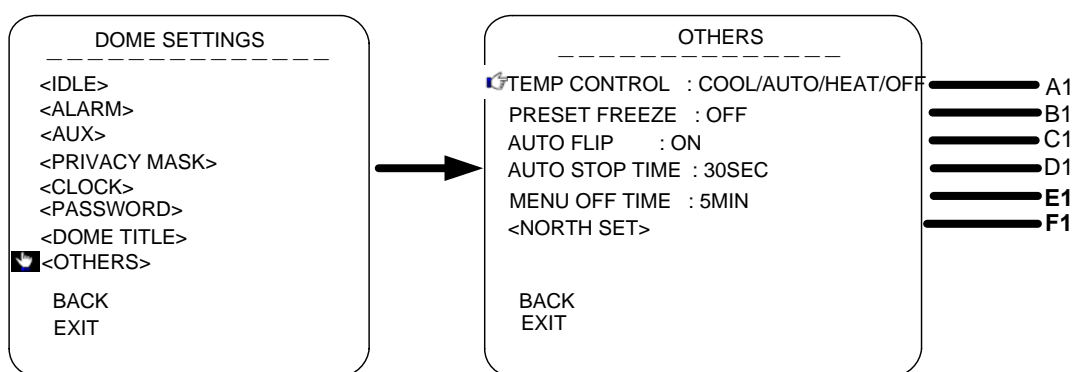 DOME SETTINGS
<IDLE>
<ALARM>
<AUX>
<PRIVACY MASK>
<CLOCK>
<PASSWORD>
<DOME TITLE>
<OTHERS>
BACK
EXIT
OTHERS
TEMP CONTROL : COOL/AUTO/HEAT/OFF A1
PRESET FREEZE : OFF B1
AUTO FLIP : ON C1
AUTO STOP TIME : 30SEC D1
MENU OFF TIME : 5MIN E1
<NORTH SET> F1
BACK
EXIT